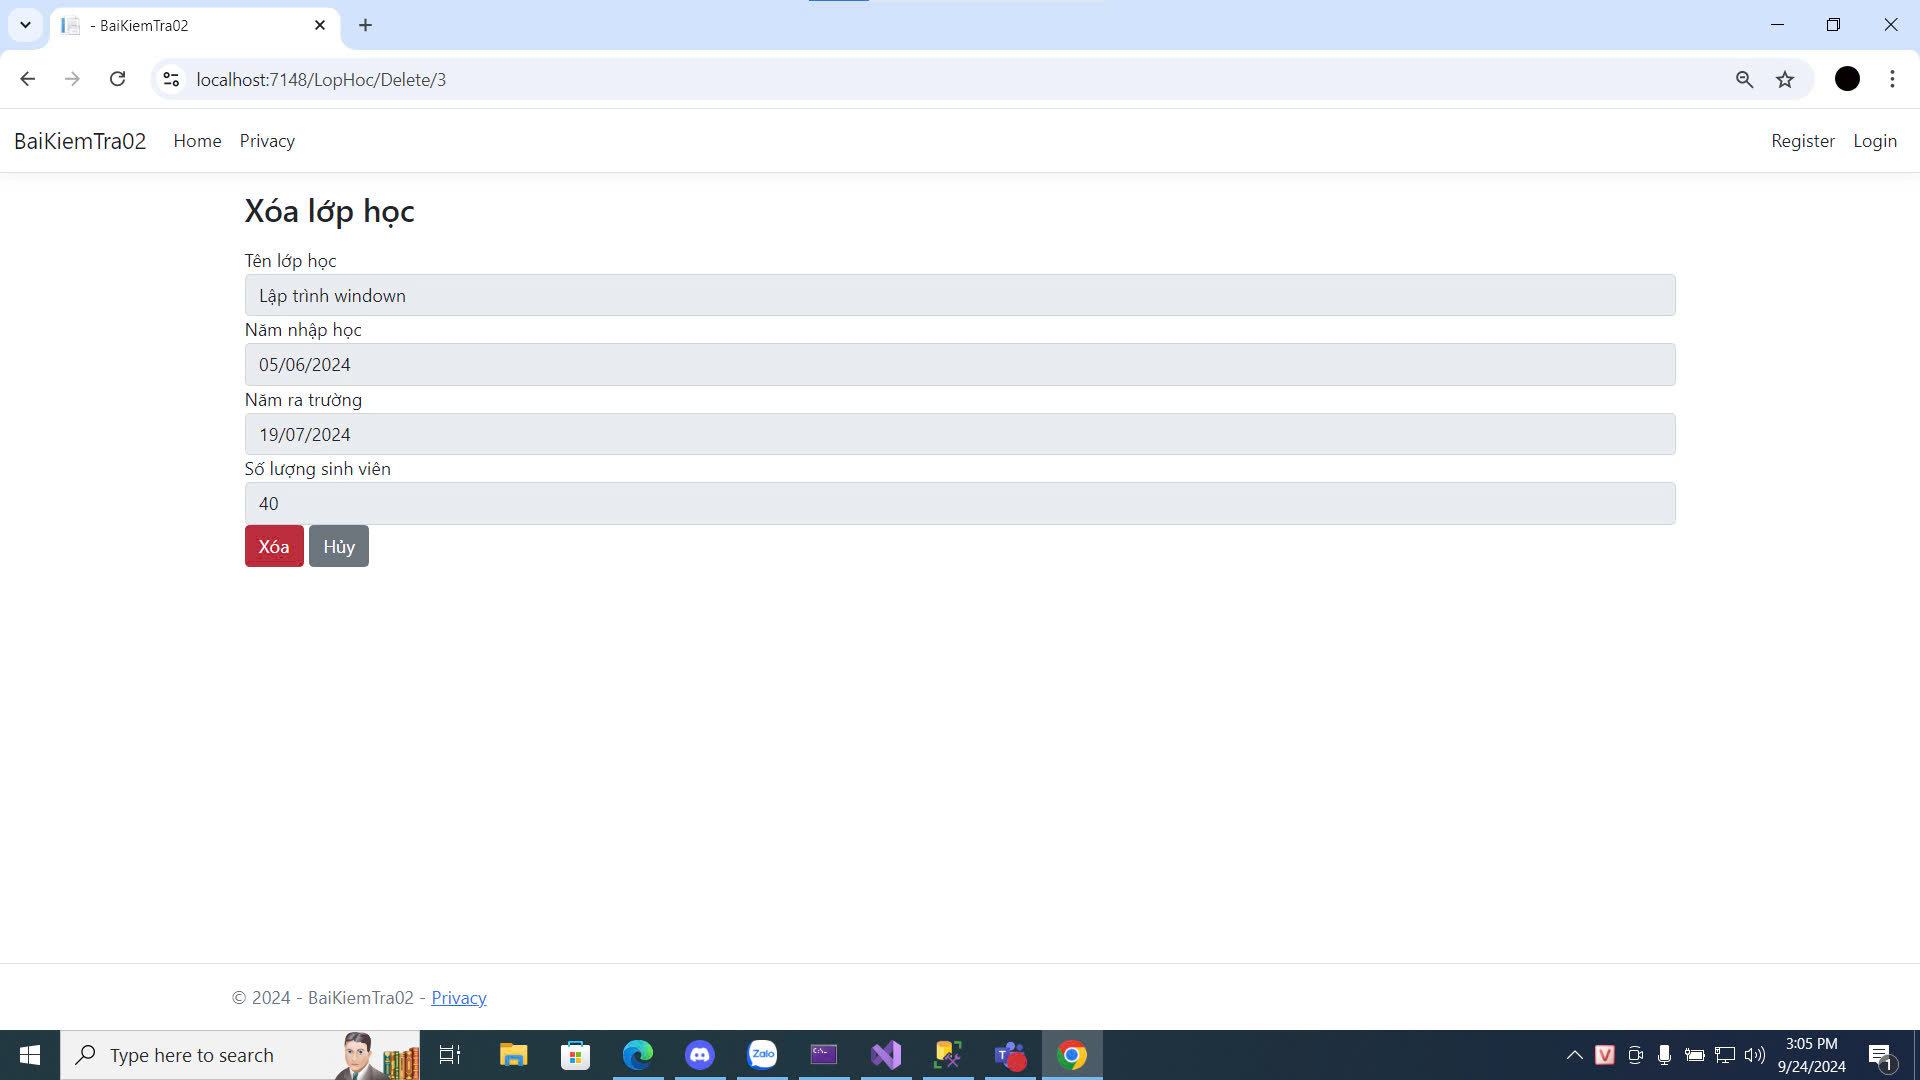 - BaiKiemTra02
localhost:7148/LopHoc/Delete/3
BaiKiemTra02 Home Privacy Register Login
Xóa lớp học
Tên lớp học
Lập trình windown
Năm nhập học
05/06/2024
Năm ra trường
19/07/2024
Số lượng sinh viên
40
Xóa Hủy
© 2024 - BaiKiemTra02 - Privacy
Type here to search
Zalo
C:\_
T
V
3:05 PM
9/24/2024
1